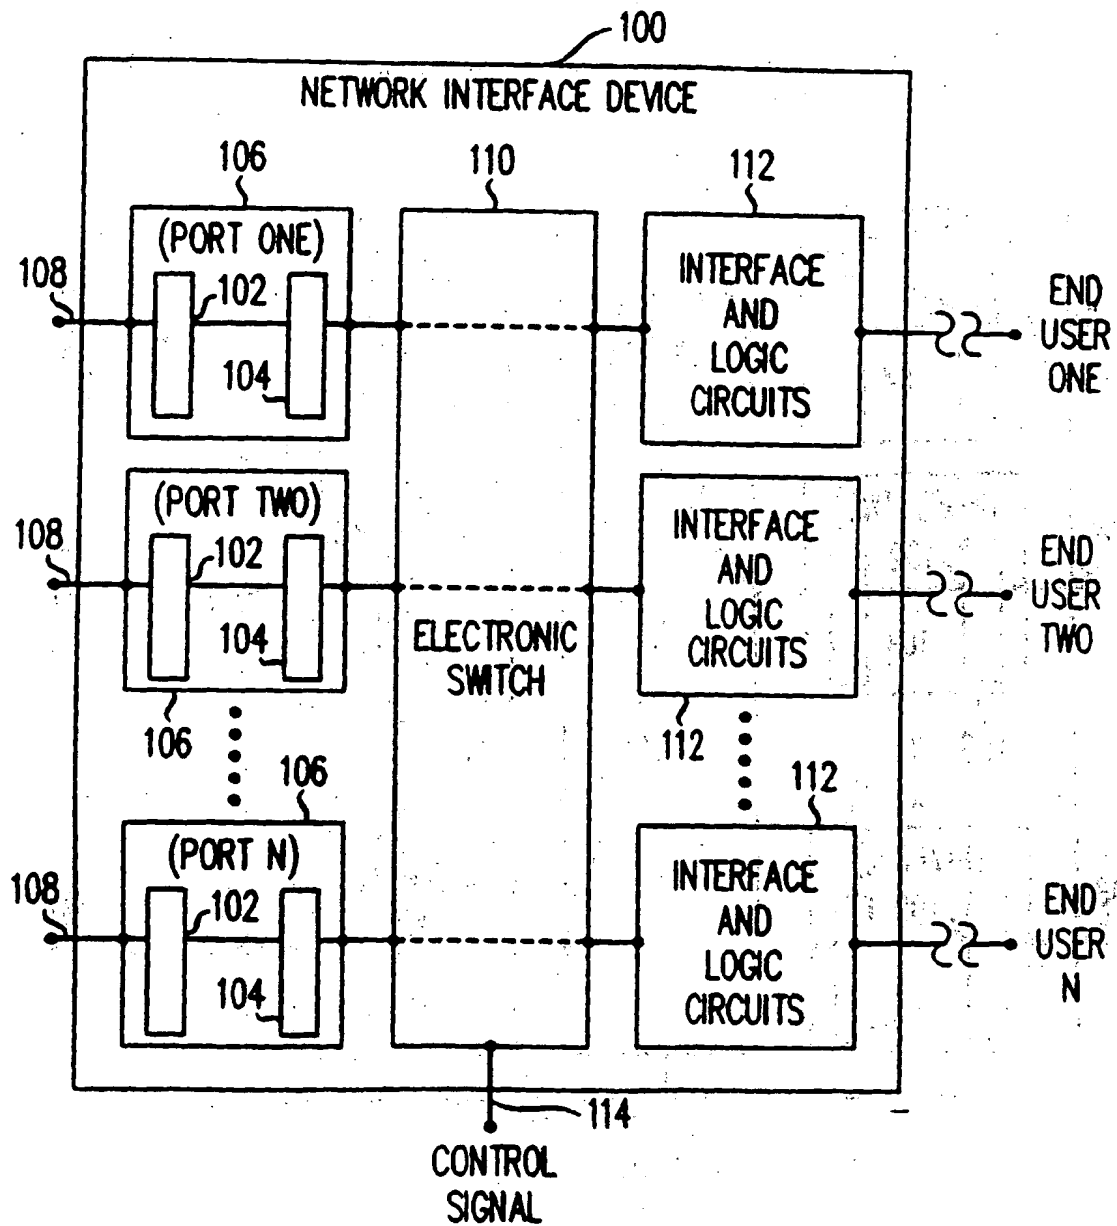 100
NETWORK INTERFACE DEVICE
106
110
112
(PORT ONE)
108
102
104
INTERFACE
AND
LOGIC
CIRCUITS
END
USER
ONE
(PORT TWO)
108
102
104
106
ELECTRONIC
SWITCH
INTERFACE
AND
LOGIC
CIRCUITS
112
END
USER
TWO
106
112
(PORT N)
108
102
104
INTERFACE
AND
LOGIC
CIRCUITS
END
USER
N
114
CONTROL
SIGNAL